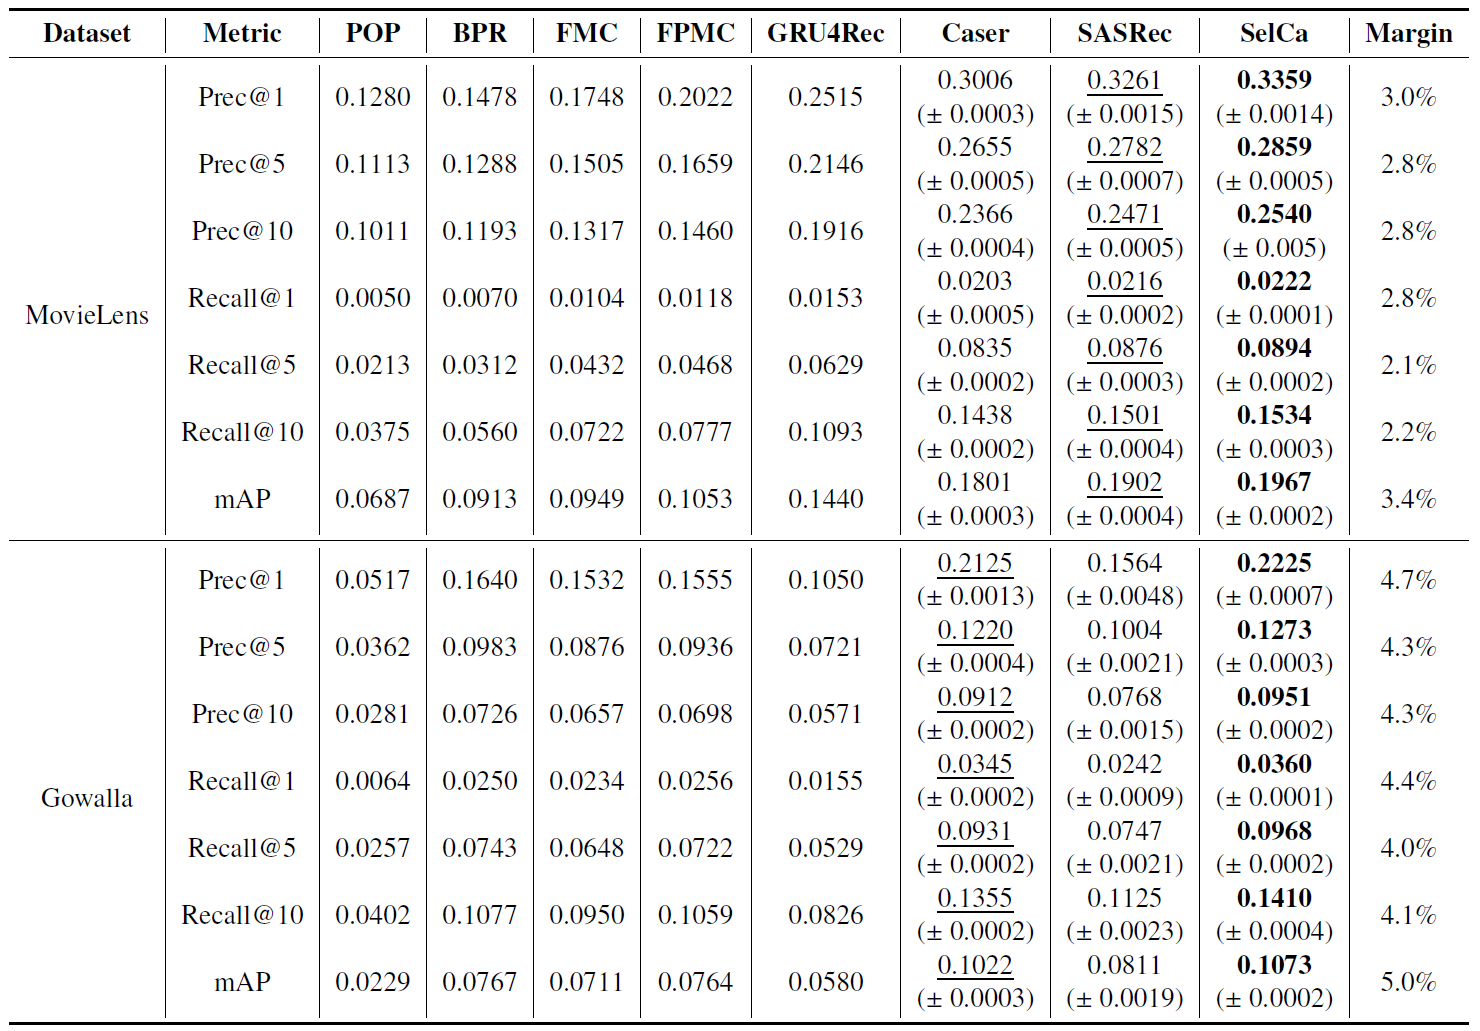 Dataset Metric POP BPR FMC FPMC GRU4Rec Caser SASRec SelCa Margin
MovieLens
Prec@1 0.1280 0.1478 0.1748 0.2022 0.2515 0.3006 0.3261 0.3359 3.0%
(± 0.0003) (± 0.0015) (± 0.0014)
Prec@5 0.1113 0.1288 0.1505 0.1659 0.2146 0.2655 0.2782 0.2859 2.8%
(± 0.0005) (± 0.0007) (± 0.0005)
Prec@10 0.1011 0.1193 0.1317 0.1460 0.1916 0.2366 0.2471 0.2540 2.8%
(± 0.0004) (± 0.0005) (± 0.005)
Recall@1 0.0050 0.0070 0.0104 0.0118 0.0153 0.0203 0.0216 0.0222 2.8%
(± 0.0005) (± 0.0002) (± 0.0001)
Recall@5 0.0213 0.0312 0.0432 0.0468 0.0629 0.0835 0.0876 0.0894 2.1%
(± 0.0002) (± 0.0003) (± 0.0002)
Recall@10 0.0375 0.0560 0.0722 0.0777 0.1093 0.1438 0.1501 0.1534 2.2%
(± 0.0002) (± 0.0004) (± 0.0003)
mAP 0.0687 0.0913 0.0949 0.1053 0.1440 0.1801 0.1902 0.1967 3.4%
(± 0.0003) (± 0.0004) (± 0.0002)
Gowalla
Prec@1 0.0517 0.1640 0.1532 0.1555 0.1050 0.2125 0.1564 0.2225 4.7%
(± 0.0013) (± 0.0048) (± 0.0007)
Prec@5 0.0362 0.0983 0.0876 0.0936 0.0721 0.1220 0.1004 0.1273 4.3%
(± 0.0004) (± 0.0021) (± 0.0003)
Prec@10 0.0281 0.0726 0.0657 0.0698 0.0571 0.0912 0.0768 0.0951 4.3%
(± 0.0002) (± 0.0015) (± 0.0002)
Recall@1 0.0064 0.0250 0.0234 0.0256 0.0155 0.0345 0.0242 0.0360 4.4%
(± 0.0002) (± 0.0009) (± 0.0001)
Recall@5 0.0257 0.0743 0.0648 0.0722 0.0529 0.0931 0.0747 0.0968 4.0%
(± 0.0002) (± 0.0021) (± 0.0002)
Recall@10 0.0402 0.1077 0.0950 0.1059 0.0826 0.1355 0.1125 0.1410 4.1%
(± 0.0002) (± 0.0023) (± 0.0004)
mAP 0.0229 0.0767 0.0711 0.0764 0.0580 0.1022 0.0811 0.1073 5.0%
(± 0.0003) (± 0.0019) (± 0.0002)